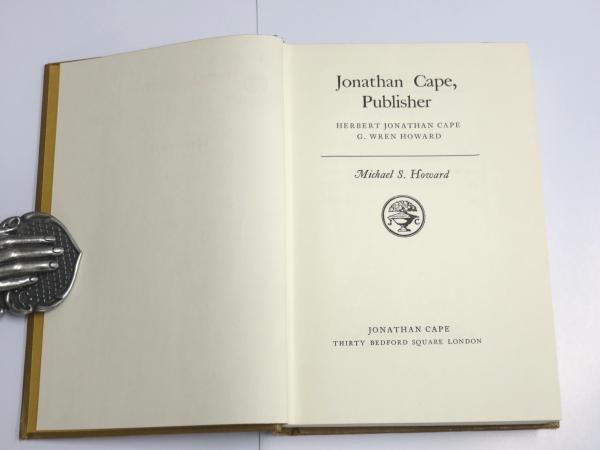 Jonathan Cape,
Publisher
HERBERT JONATHAN CAPE
G. WREN HOWARD
Michael S. Howard
J C
JONATHAN CAPE
THIRTY BEDFORD SQUARE LONDON